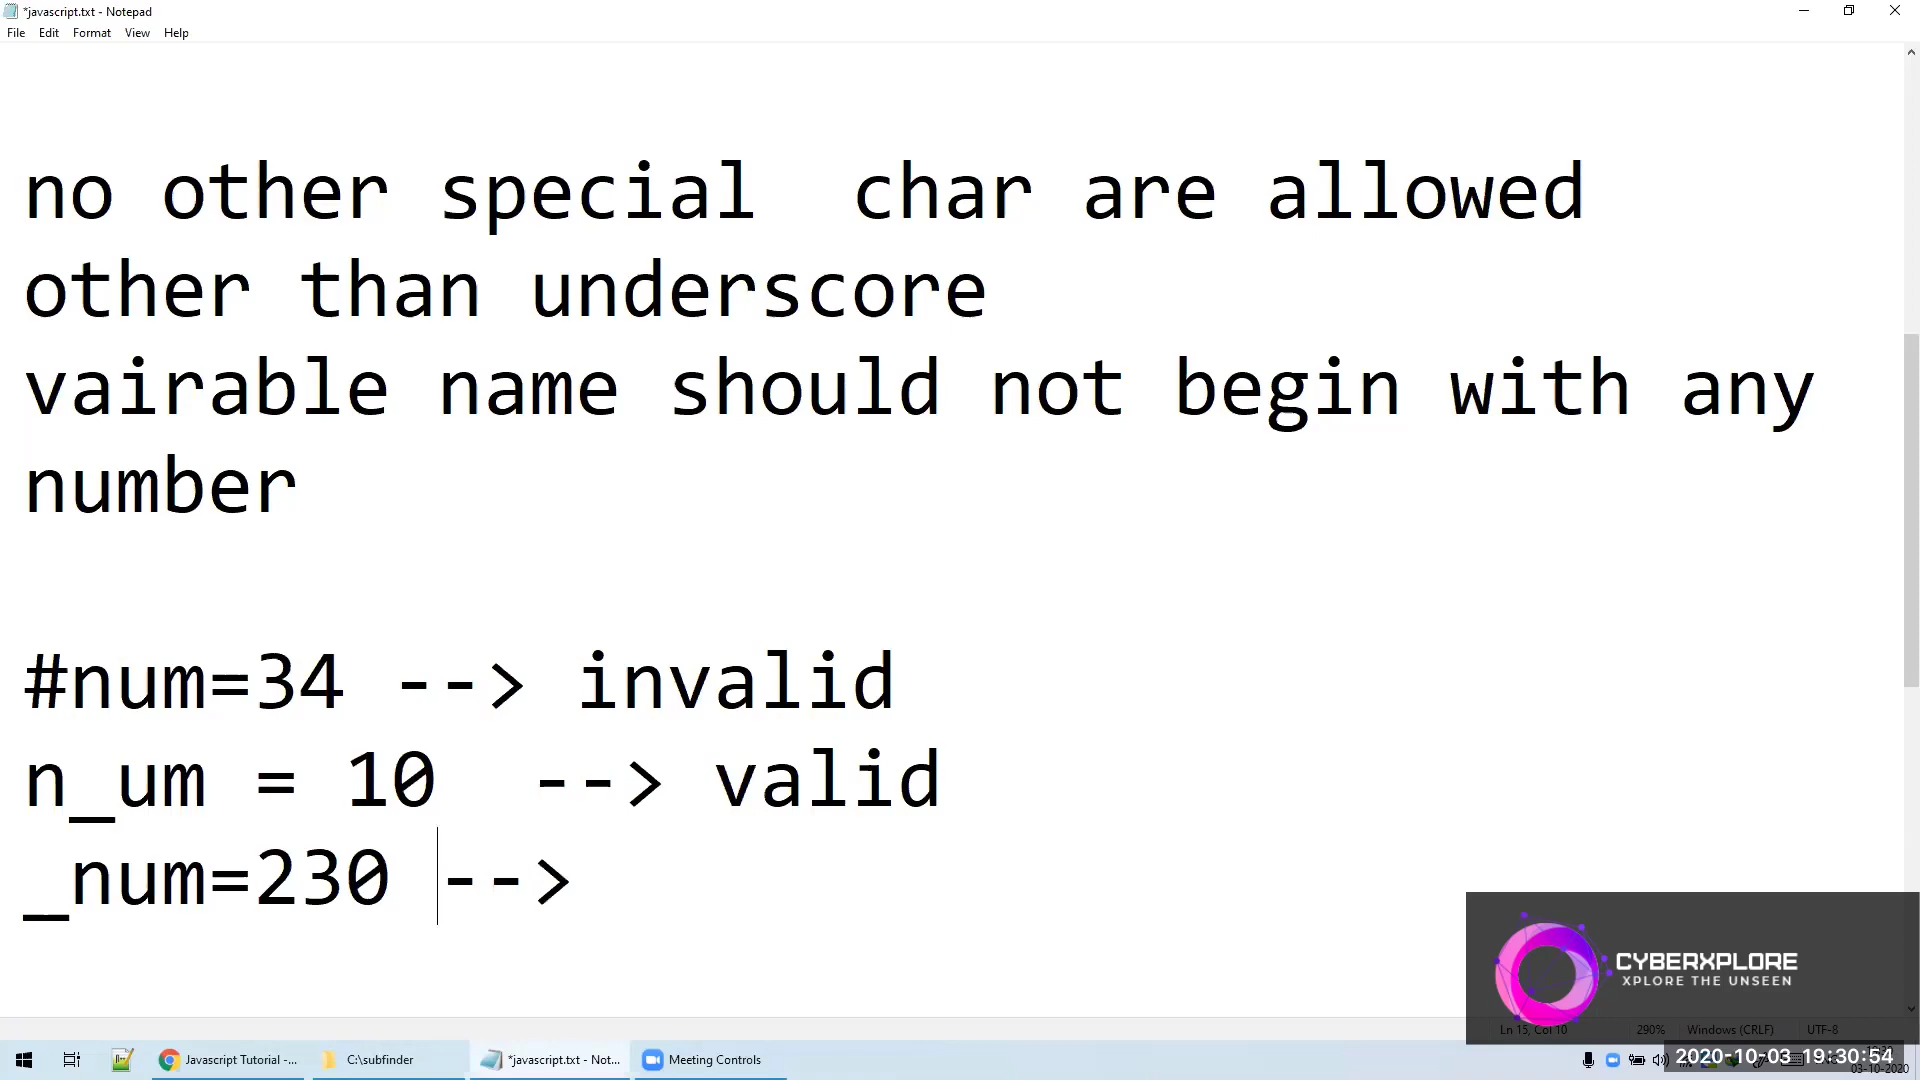 *javascript.txt - Notepad
File Edit Format View Help
no other special  char are allowed
other than underscore
vairable name should not begin with any
number
#num=34 --> invalid
n_um = 10  --> valid
_num=230 -->
CYBERXPLORE
XPLORE THE UNSEEN
Ln 15, Col 10 290% Windows (CRLF) UTF-8
Javascript Tutorial -... C:\subfinder *javascript.txt - Not... Meeting Controls
2020-10-03 19:30:54
03-10-2020